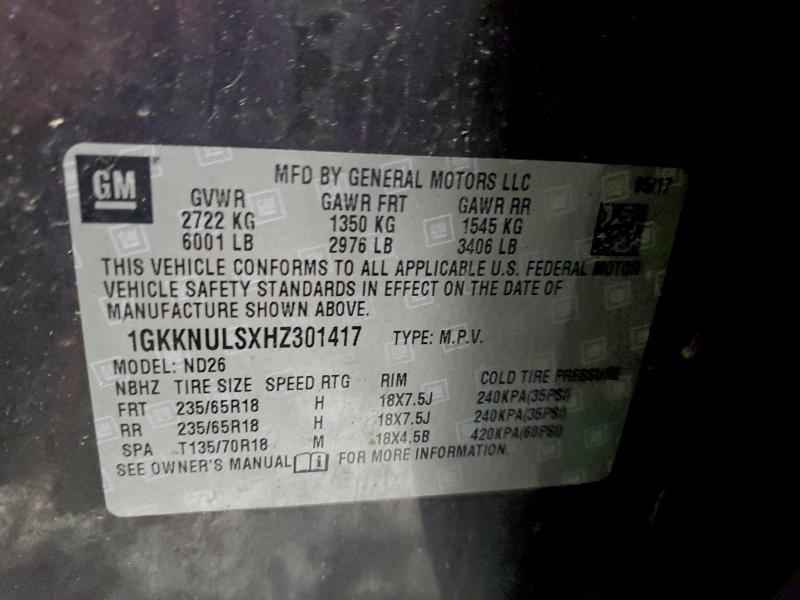 GM
MFD BY GENERAL MOTORS LLC 05/17
GVWR GAWR FRT GAWR RR
2722 KG 1350 KG 1545 KG
6001 LB 2976 LB 3406 LB
THIS VEHICLE CONFORMS TO ALL APPLICABLE U.S. FEDERAL MOTOR
VEHICLE SAFETY STANDARDS IN EFFECT ON THE DATE OF
MANUFACTURE SHOWN ABOVE.
1GKKNULSXHZ301417 TYPE: M.P.V.
MODEL: ND26
NBHZ TIRE SIZE SPEED RTG RIM COLD TIRE PRESSURE
FRT 235/65R18 H 18X7.5J 240KPA(35PSI)
RR 235/65R18 H 18X7.5J 240KPA(35PSI)
SPA T135/70R18 M 18X4.5B 420KPA(60PSI)
SEE OWNER'S MANUAL i FOR MORE INFORMATION.